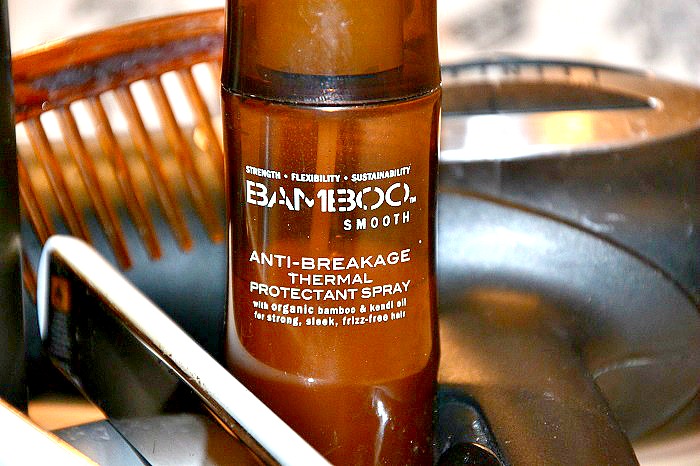 STRENGTH • FLEXIBILITY • SUSTAINABILITY
BAMBOO™
SMOOTH
ANTI-BREAKAGE
THERMAL
PROTECTANT SPRAY
with organic bamboo & kendi oil
for strong, sleek, frizz-free hair